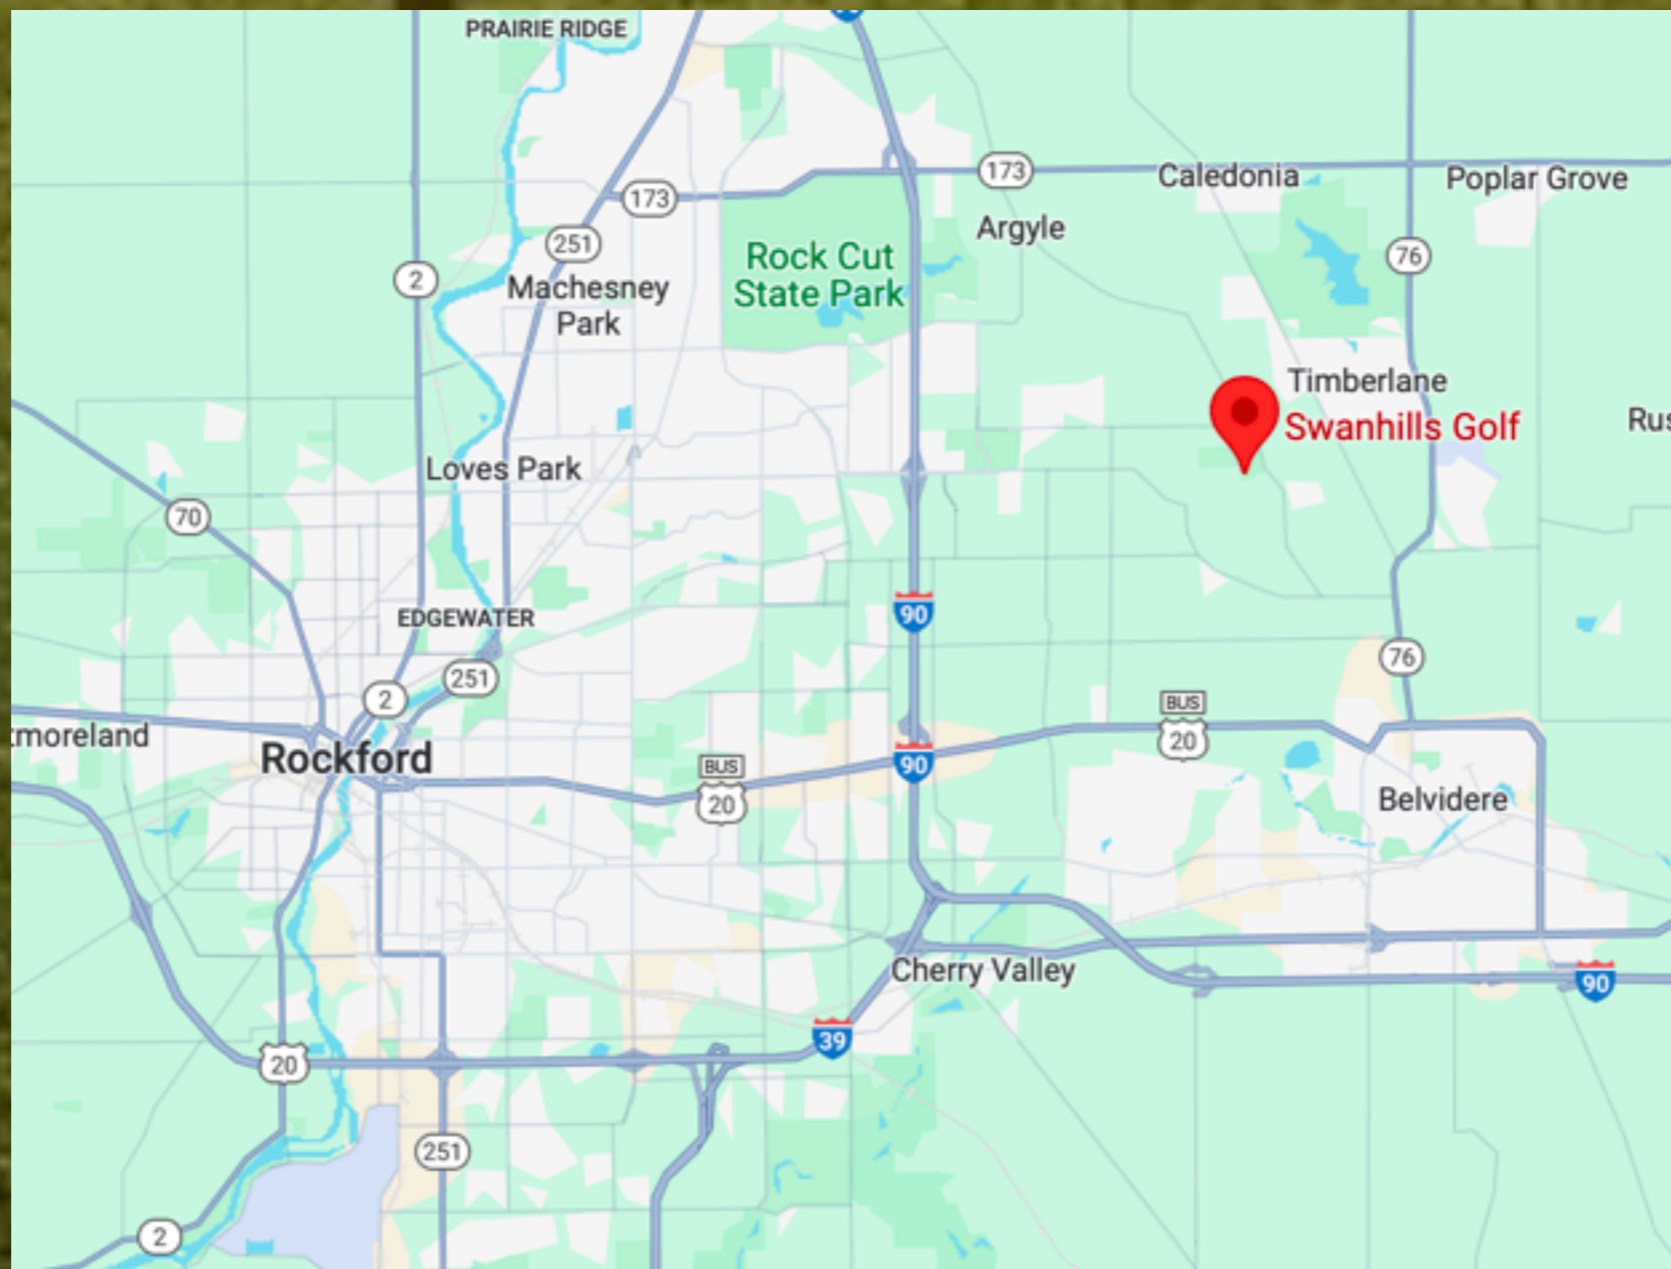 PRAIRIE RIDGE
173
Caledonia
Poplar Grove
173
Argyle
251
Rock Cut
State Park
76
2
Machesney
Park
Timberlane
Swanhills Golf
Rus
Loves Park
70
90
EDGEWATER
76
251
2
BUS
20
tmoreland
Rockford
90
BUS
20
Belvidere
Cherry Valley
90
39
20
251
2